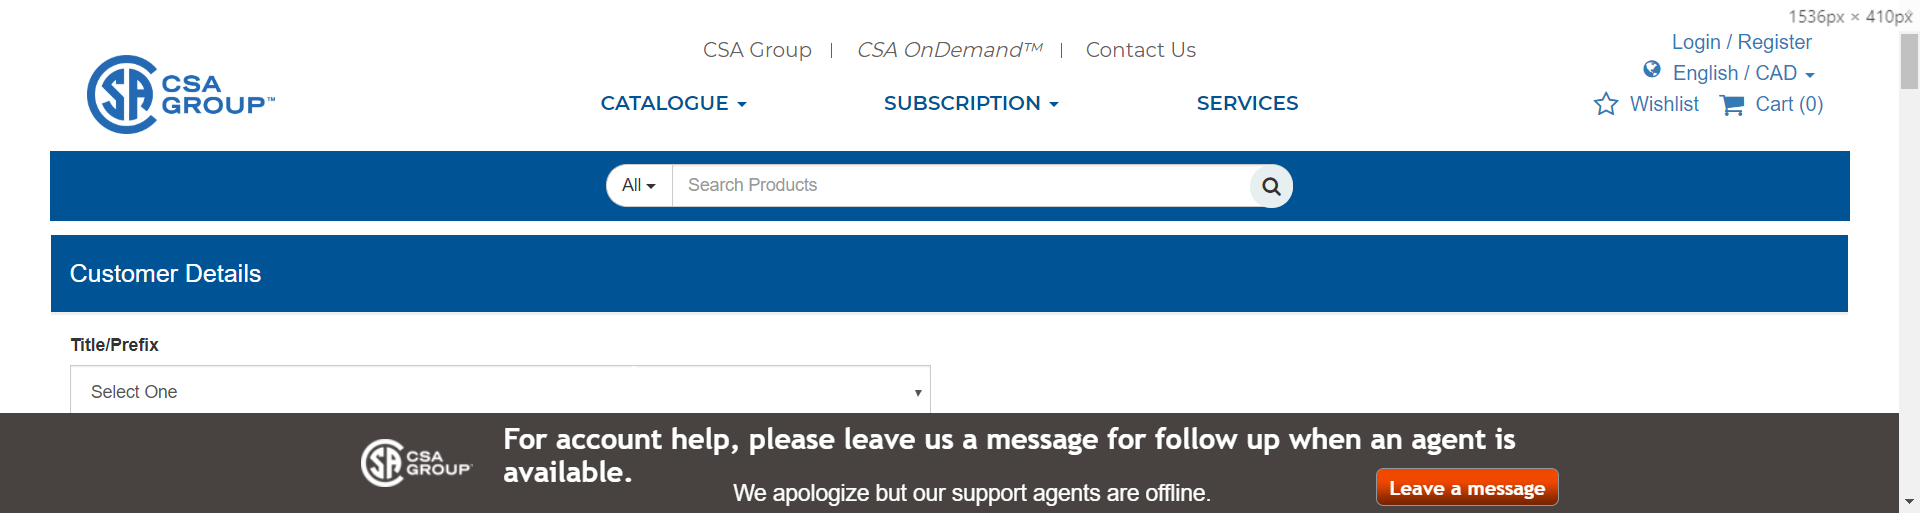 1536px × 410px
CSA Group | CSA OnDemand™ | Contact Us
Login / Register
English / CAD
CSA
GROUP™
CATALOGUE
SUBSCRIPTION
SERVICES
Wishlist
Cart (0)
All
Search Products
Customer Details
Title/Prefix
Select One
CSA
GROUP
For account help, please leave us a message for follow up when an agent is
available.
We apologize but our support agents are offline.
Leave a message